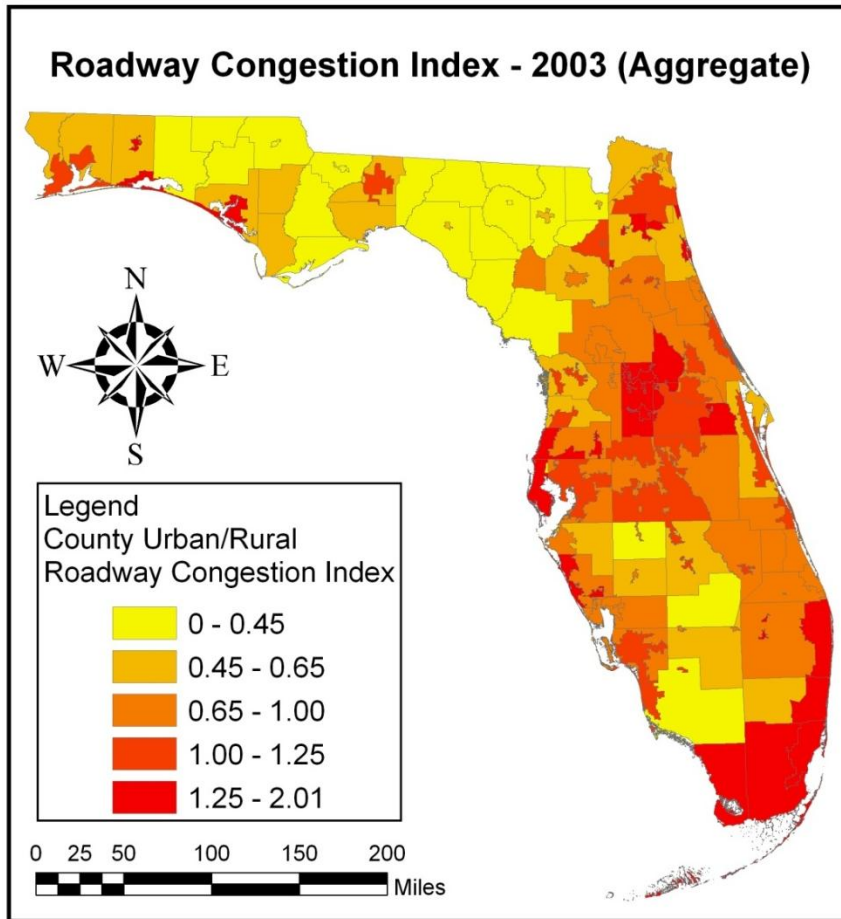 Roadway Congestion Index - 2003 (Aggregate)
N
W E
S
Legend
County Urban/Rural
Roadway Congestion Index
0 - 0.45
0.45 - 0.65
0.65 - 1.00
1.00 - 1.25
1.25 - 2.01
0 25 50 100 150 200
Miles